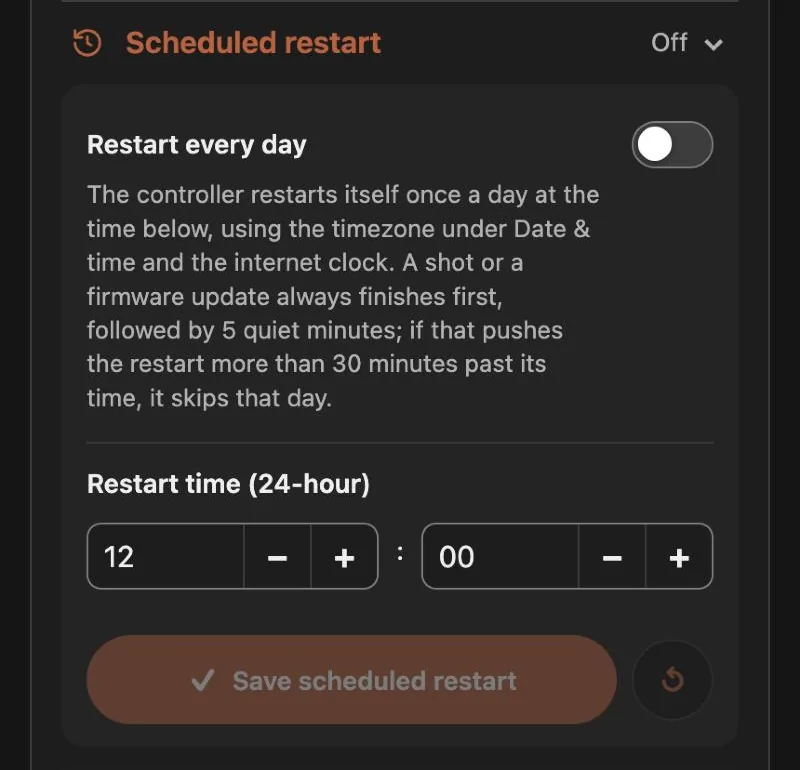 Scheduled restart
Off
Restart every day
The controller restarts itself once a day at the
time below, using the timezone under Date &
time and the internet clock. A shot or a
firmware update always finishes first,
followed by 5 quiet minutes; if that pushes
the restart more than 30 minutes past its
time, it skips that day.
Restart time (24-hour)
12 − + : 00 − +
Save scheduled restart